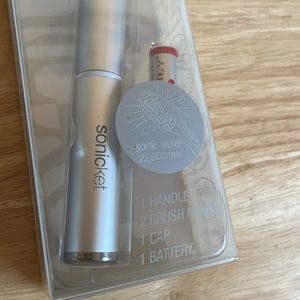 sonicket
sonic wave
22,000/min
1 HANDLE
2 BRUSH
1 CAP
1 BATTERY